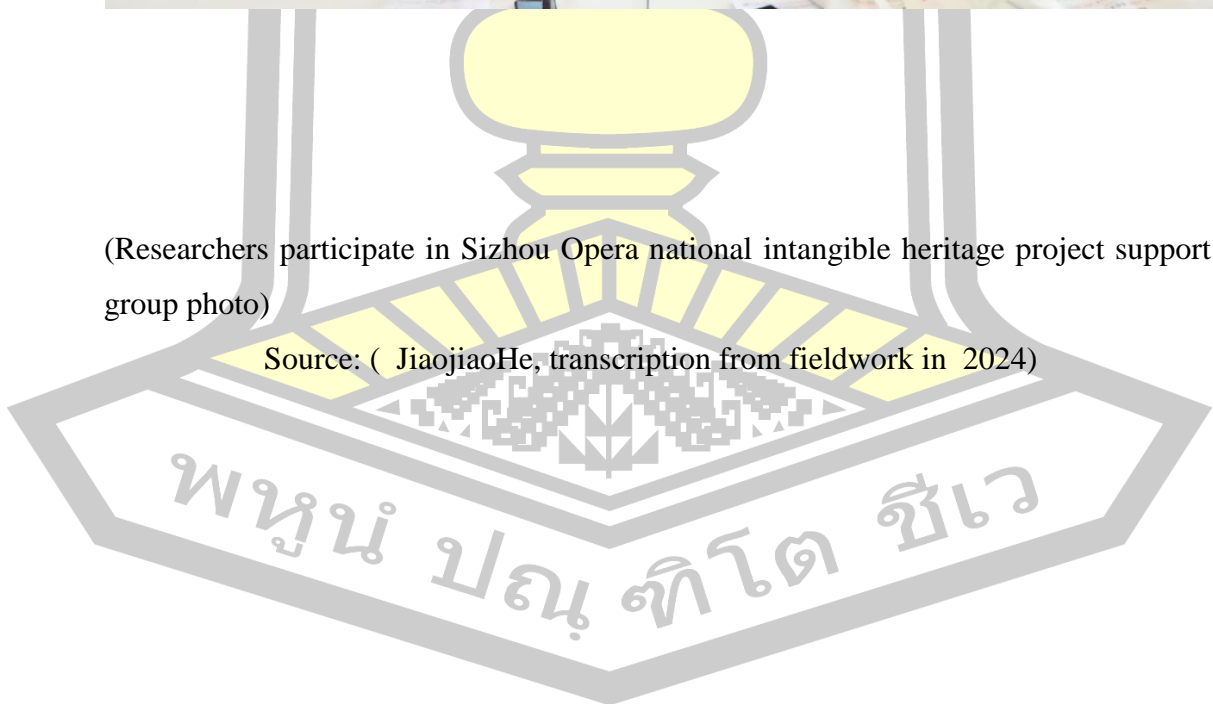 (Researchers participate in Sizhou Opera national intangible heritage project support
group photo)
Source: ( JiaojiaoHe, transcription from fieldwork in 2024)
พหูนํ ปณฺฑิโต ชีเว